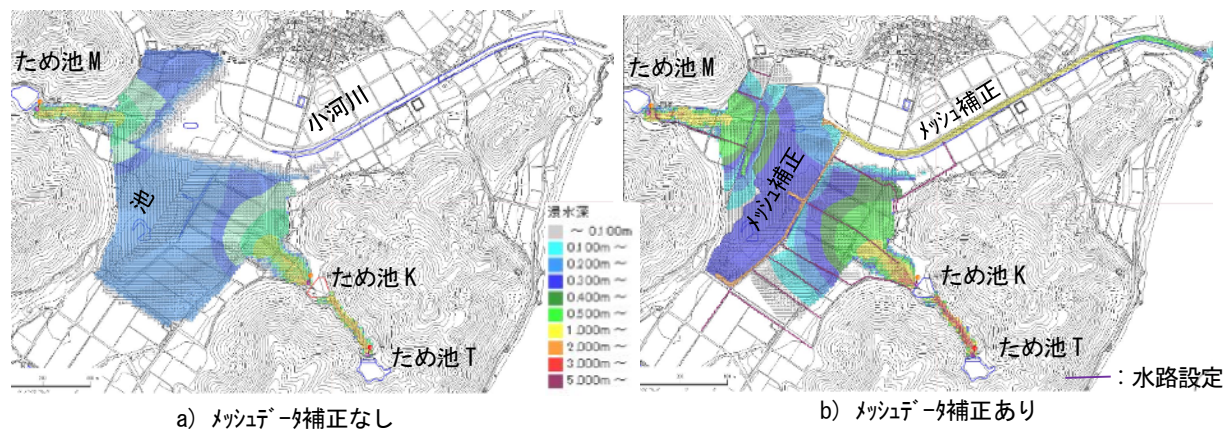 ため池 M
小河川
池
ため池 K
ため池 T
浸水深
～ 0.100m
0.100m ～
0.200m ～
0.300m ～
0.400m ～
0.500m ～
1.000m ～
2.000m ～
3.000m ～
5.000m ～
a) ﾒｯｼｭﾃﾞｰﾀ補正なし
ため池 M
ﾒｯｼｭ補正
ﾒｯｼｭ補正
ため池 K
ため池 T
：水路設定
b) ﾒｯｼｭﾃﾞｰﾀ補正あり